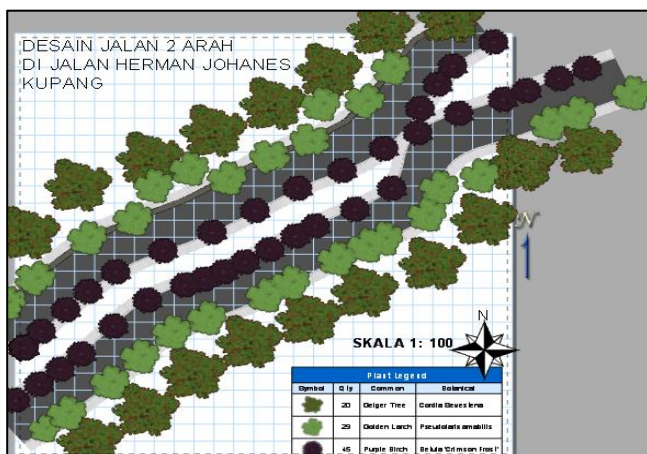 DESAIN JALAN 2 ARAH
DI JALAN HERMAN JOHANES
KUPANG
N
SKALA 1: 100
N
Plant Legend
Symbol Qty Common Botanical
20 Geiger Tree Cordia Sevestena
29 Golden Larch Pseudolarix amabilis
45 Purple Birch Betula 'Crimson Frost'